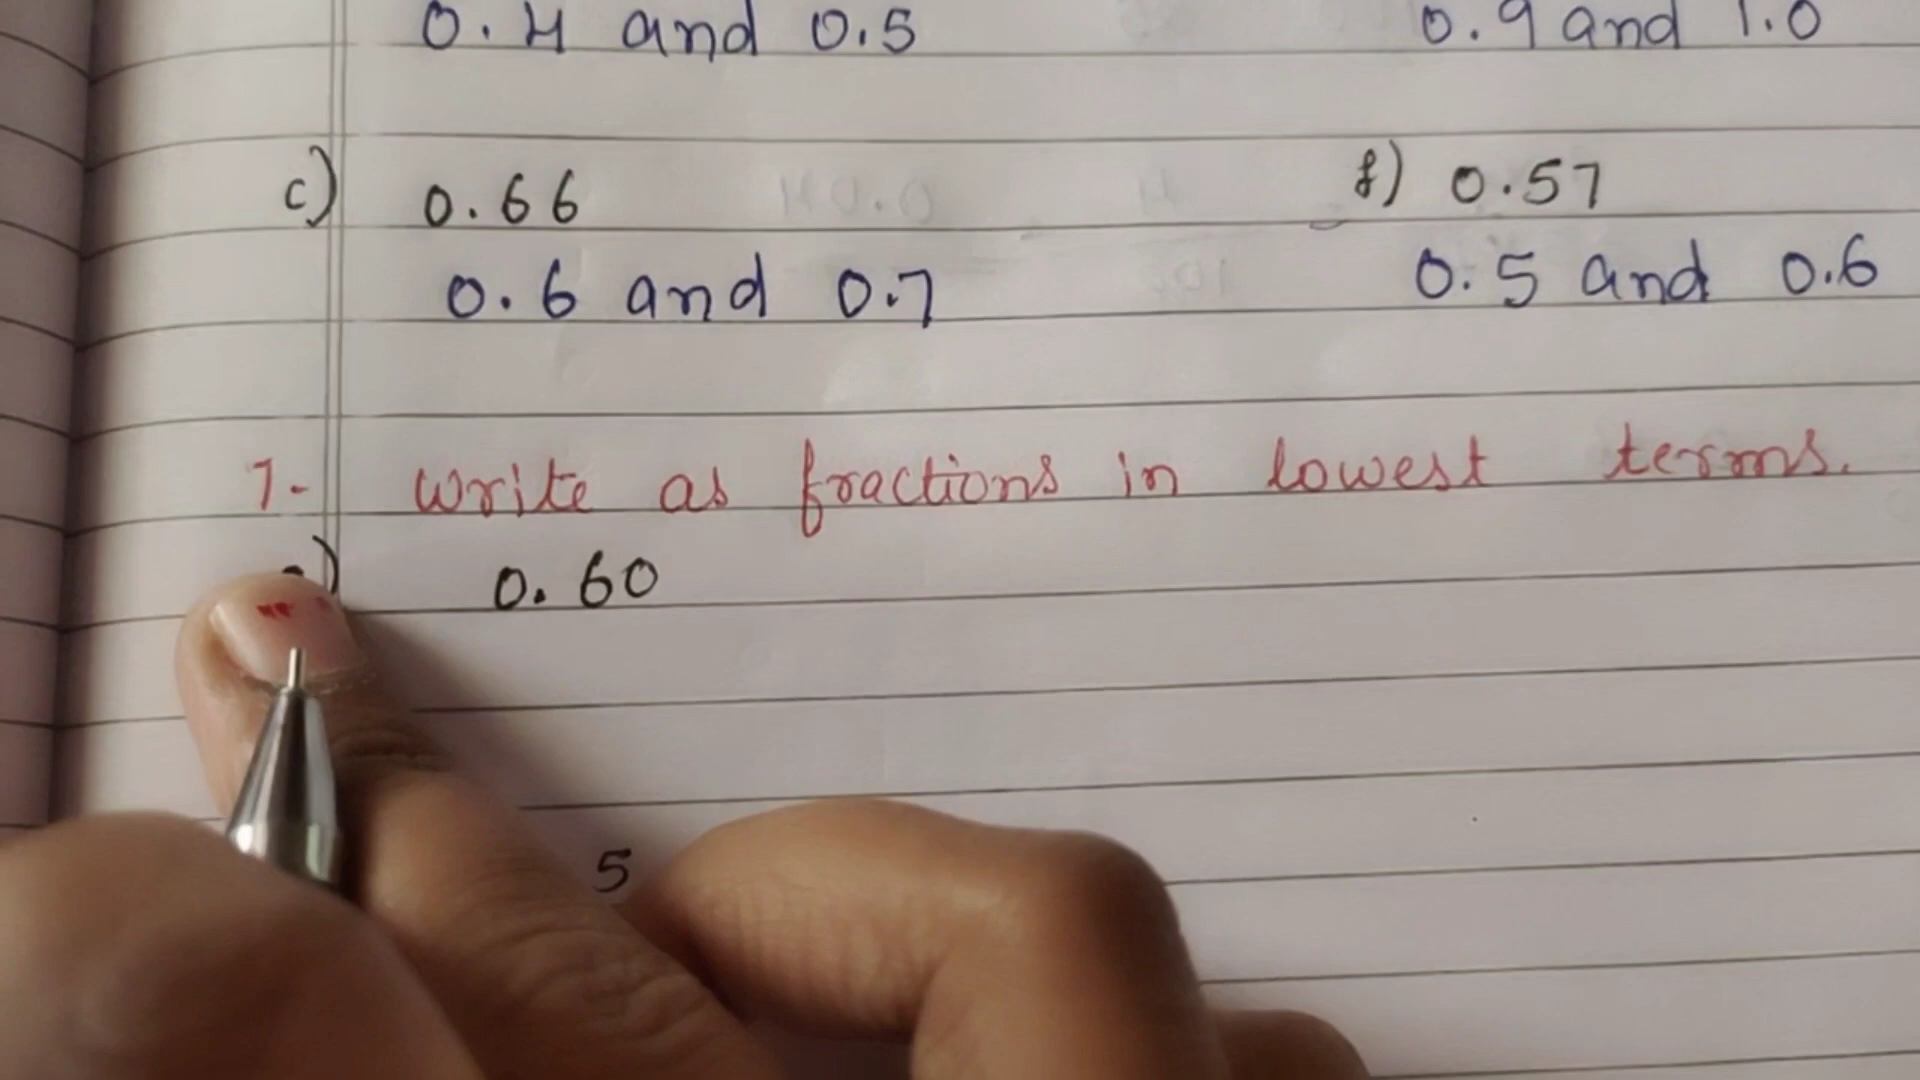 0.4 and 0.5
0.9 and 1.0
c) 0.66
f) 0.57
0.6 and 0.7
0.5 and 0.6
7- write as fractions in lowest terms.
0.60
5